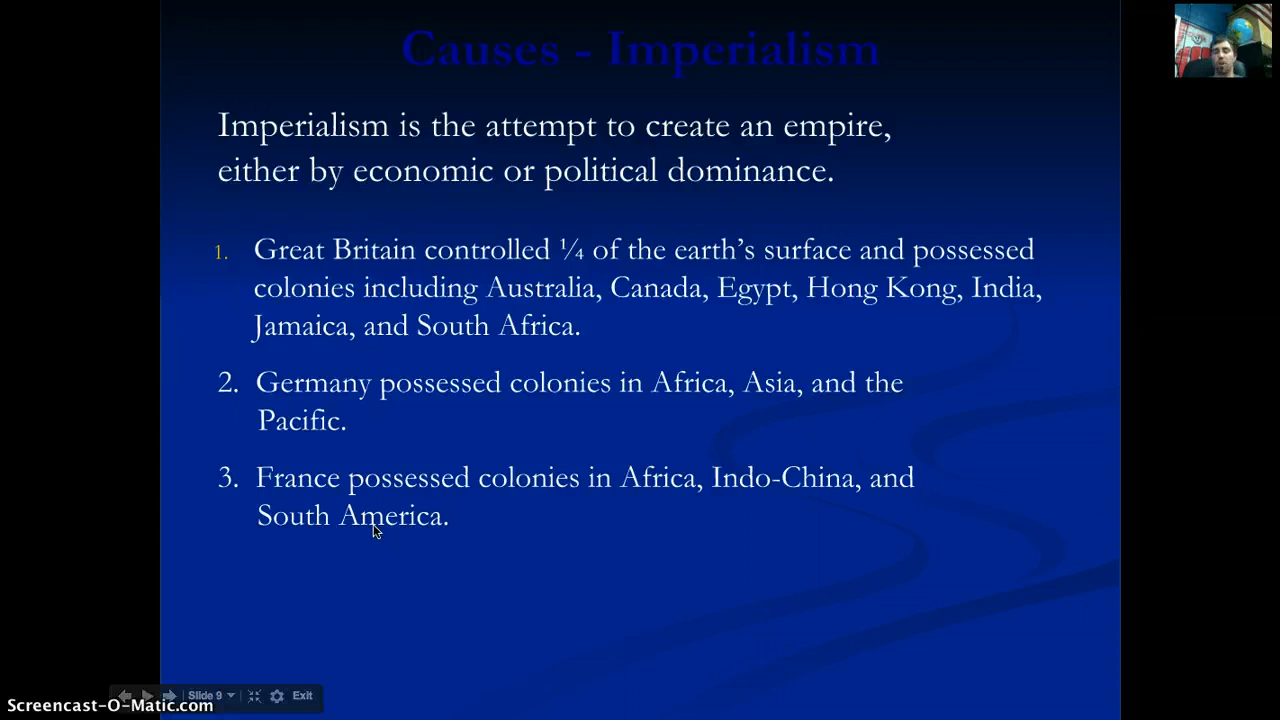 Causes - Imperialism
Imperialism is the attempt to create an empire,
either by economic or political dominance.
1. Great Britain controlled ¼ of the earth’s surface and possessed
colonies including Australia, Canada, Egypt, Hong Kong, India,
Jamaica, and South Africa.
2. Germany possessed colonies in Africa, Asia, and the
Pacific.
3. France possessed colonies in Africa, Indo-China, and
South America.
Slide 9 Exit
Screencast-O-Matic.com